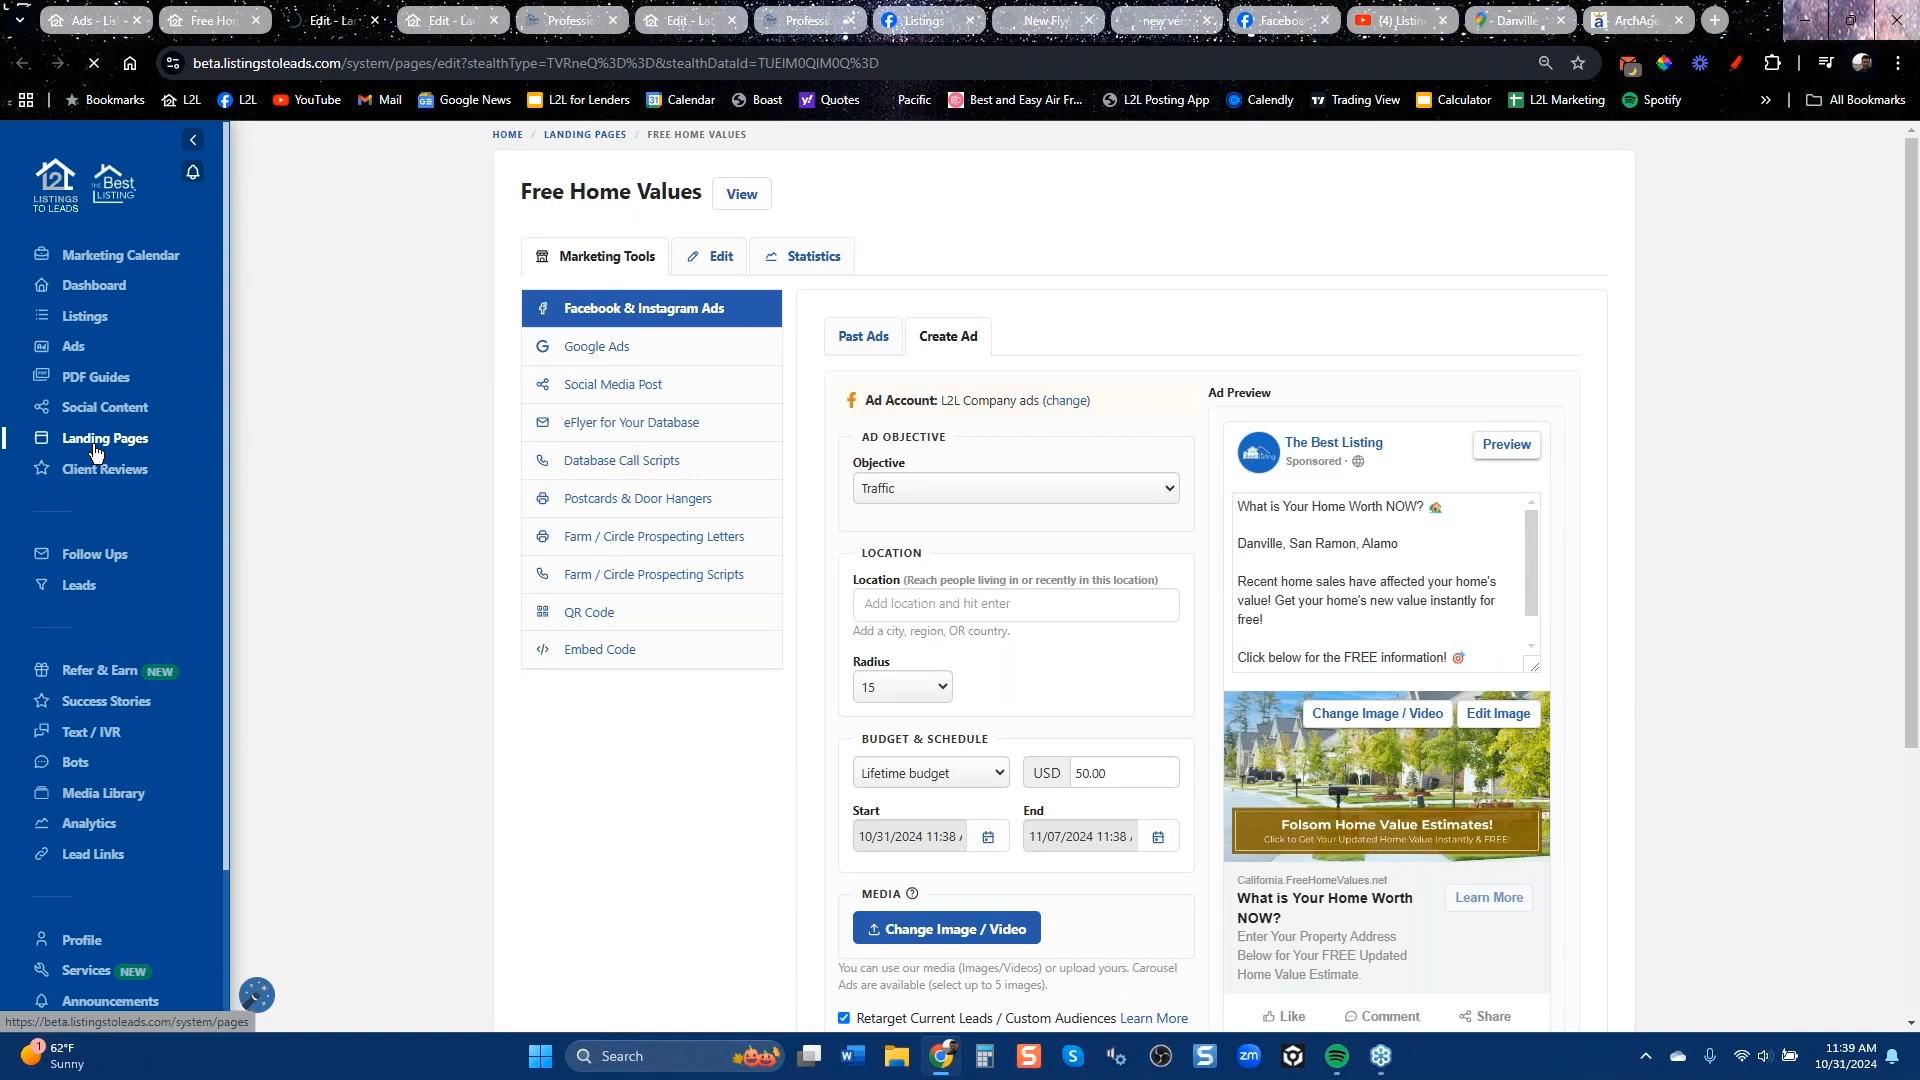 Ads - Lis
Free Hon
Edit - La
Edit - La
Professi
Edit - Lat
Professi
Listings
New Fly
new ver
Faceboo
(4) Listin
- Danville
ArchAge
beta.listingstoleads.com/system/pages/edit?stealthType=TVRneQ%3D%3D&stealthDataId=TUEIM0QIM0Q%3D
Bookmarks
L2L
L2L
YouTube
Mail
Google News
L2L for Lenders
Calendar
Boast
Quotes
Pacific
Best and Easy Air Fr...
L2L Posting App
Calendly
Trading View
Calculator
L2L Marketing
Spotify
All Bookmarks
LISTINGS
TO LEADS
THE Best
LISTING
Marketing Calendar
Dashboard
Listings
Ads
PDF Guides
Social Content
Landing Pages
Client Reviews
Follow Ups
Leads
Refer & Earn NEW
Success Stories
Text / IVR
Bots
Media Library
Analytics
Lead Links
Profile
Services NEW
Announcements
https://beta.listingstoleads.com/system/pages
HOME / LANDING PAGES / FREE HOME VALUES
Free Home Values
View
Marketing Tools
Edit
Statistics
Facebook & Instagram Ads
Google Ads
Social Media Post
eFlyer for Your Database
Database Call Scripts
Postcards & Door Hangers
Farm / Circle Prospecting Letters
Farm / Circle Prospecting Scripts
QR Code
Embed Code
Past Ads
Create Ad
Ad Account: L2L Company ads (change)
AD OBJECTIVE
Objective
Traffic
LOCATION
Location (Reach people living in or recently in this location)
Add location and hit enter
Add a city, region, OR country.
Radius
15
BUDGET & SCHEDULE
Lifetime budget
USD
50.00
Start
End
10/31/2024 11:38
11/07/2024 11:38
MEDIA
Change Image / Video
You can use our media (Images/Videos) or upload yours. Carousel
Ads are available (select up to 5 images).
Retarget Current Leads / Custom Audiences Learn More
Ad Preview
The Best Listing
Sponsored ·
Preview
What is Your Home Worth NOW? 🏡
Danville, San Ramon, Alamo
Recent home sales have affected your home's
value! Get your home's new value instantly for
free!
Click below for the FREE information! 🎯
Change Image / Video
Edit Image
Folsom Home Value Estimates!
Click to Get Your Updated Home Value Instantly & FREE!
California.FreeHomeValues.net
What is Your Home Worth
NOW?
Learn More
Enter Your Property Address
Below for Your FREE Updated
Home Value Estimate.
Like
Comment
Share
1
62°F
Sunny
Search
11:39 AM
10/31/2024